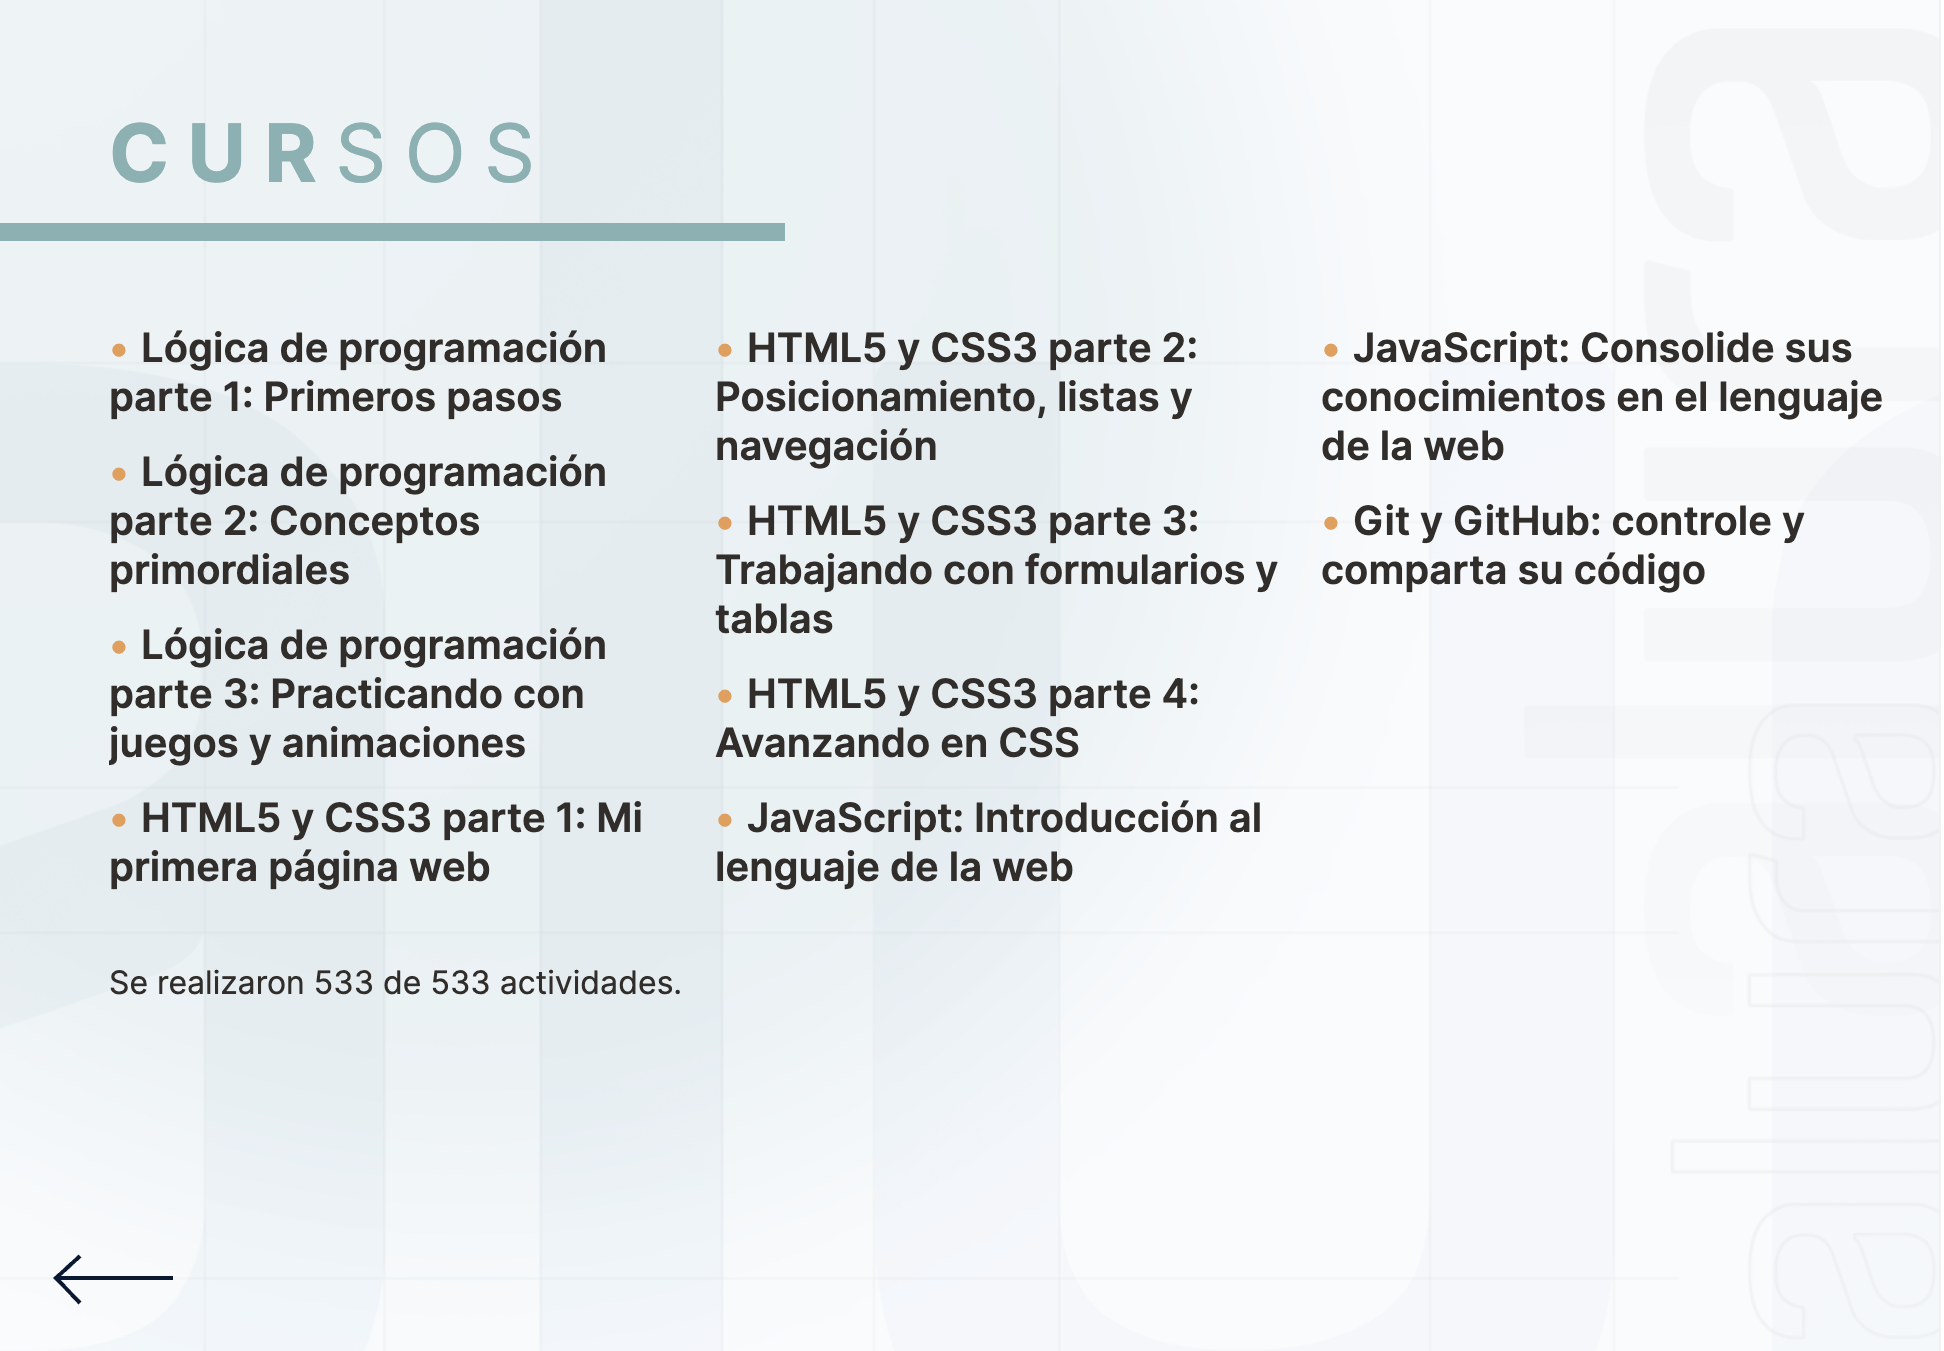 CURSOS
• Lógica de programación
parte 1: Primeros pasos
• Lógica de programación
parte 2: Conceptos
primordiales
• Lógica de programación
parte 3: Practicando con
juegos y animaciones
• HTML5 y CSS3 parte 1: Mi
primera página web
• HTML5 y CSS3 parte 2:
Posicionamiento, listas y
navegación
• HTML5 y CSS3 parte 3:
Trabajando con formularios y
tablas
• HTML5 y CSS3 parte 4:
Avanzando en CSS
• JavaScript: Introducción al
lenguaje de la web
• JavaScript: Consolide sus
conocimientos en el lenguaje
de la web
• Git y GitHub: controle y
comparta su código
Se realizaron 533 de 533 actividades.
alura